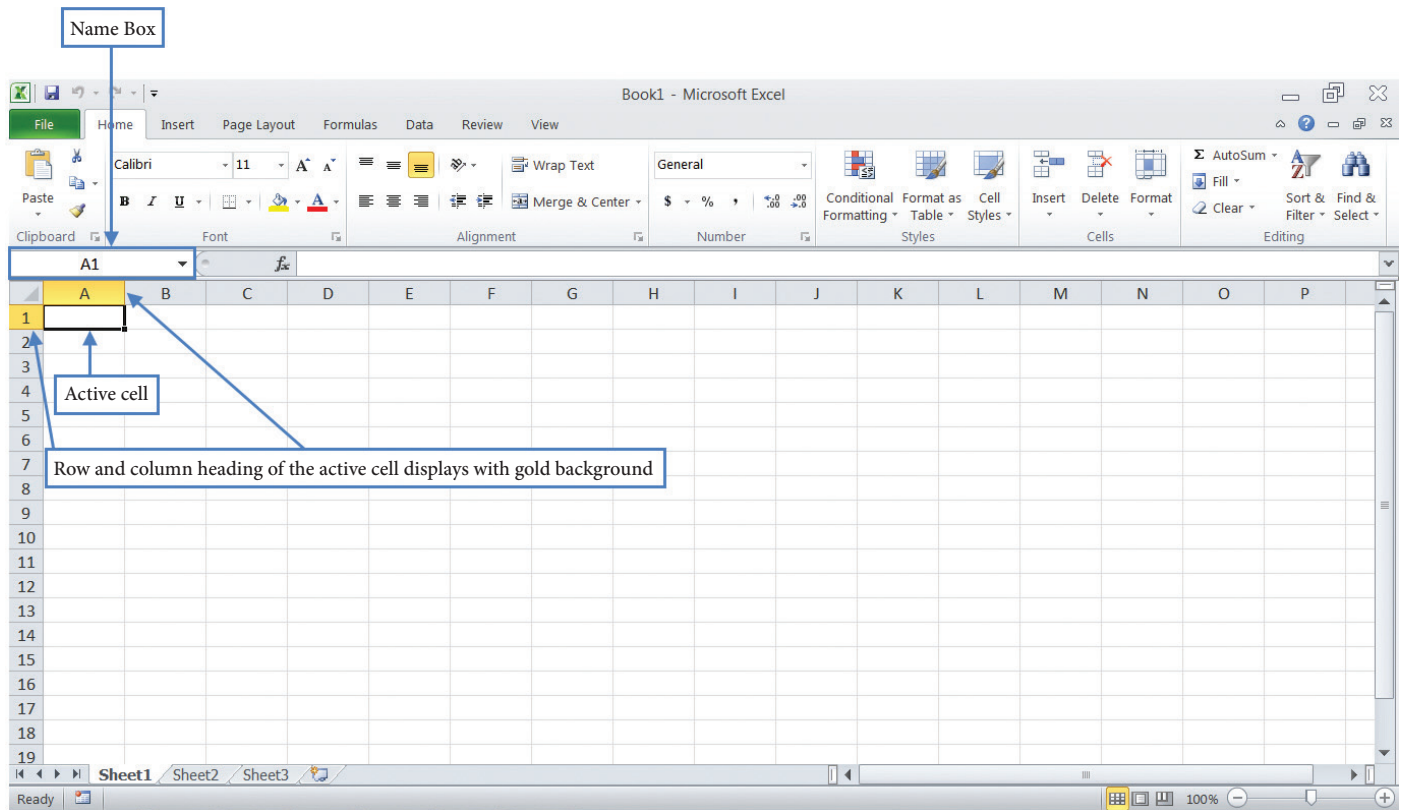 Name Box
Book1 - Microsoft Excel
File Home Insert Page Layout Formulas Data Review View
Calibri 11 A A Wrap Text General Σ AutoSum
Fill
Paste B I U A Merge & Center $ % , .0 .00 .00 .0 Conditional Format as Cell Insert Delete Format Clear Sort & Find &
Formatting Table Styles Filter Select
Clipboard Font Alignment Number Styles Cells Editing
A1 fx
A B C D E F G H I J K L M N O P
1
2
3
4 Active cell
5
6
7 Row and column heading of the active cell displays with gold background
8
9
10
11
12
13
14
15
16
17
18
19
Sheet1 Sheet2 Sheet3
Ready 100%